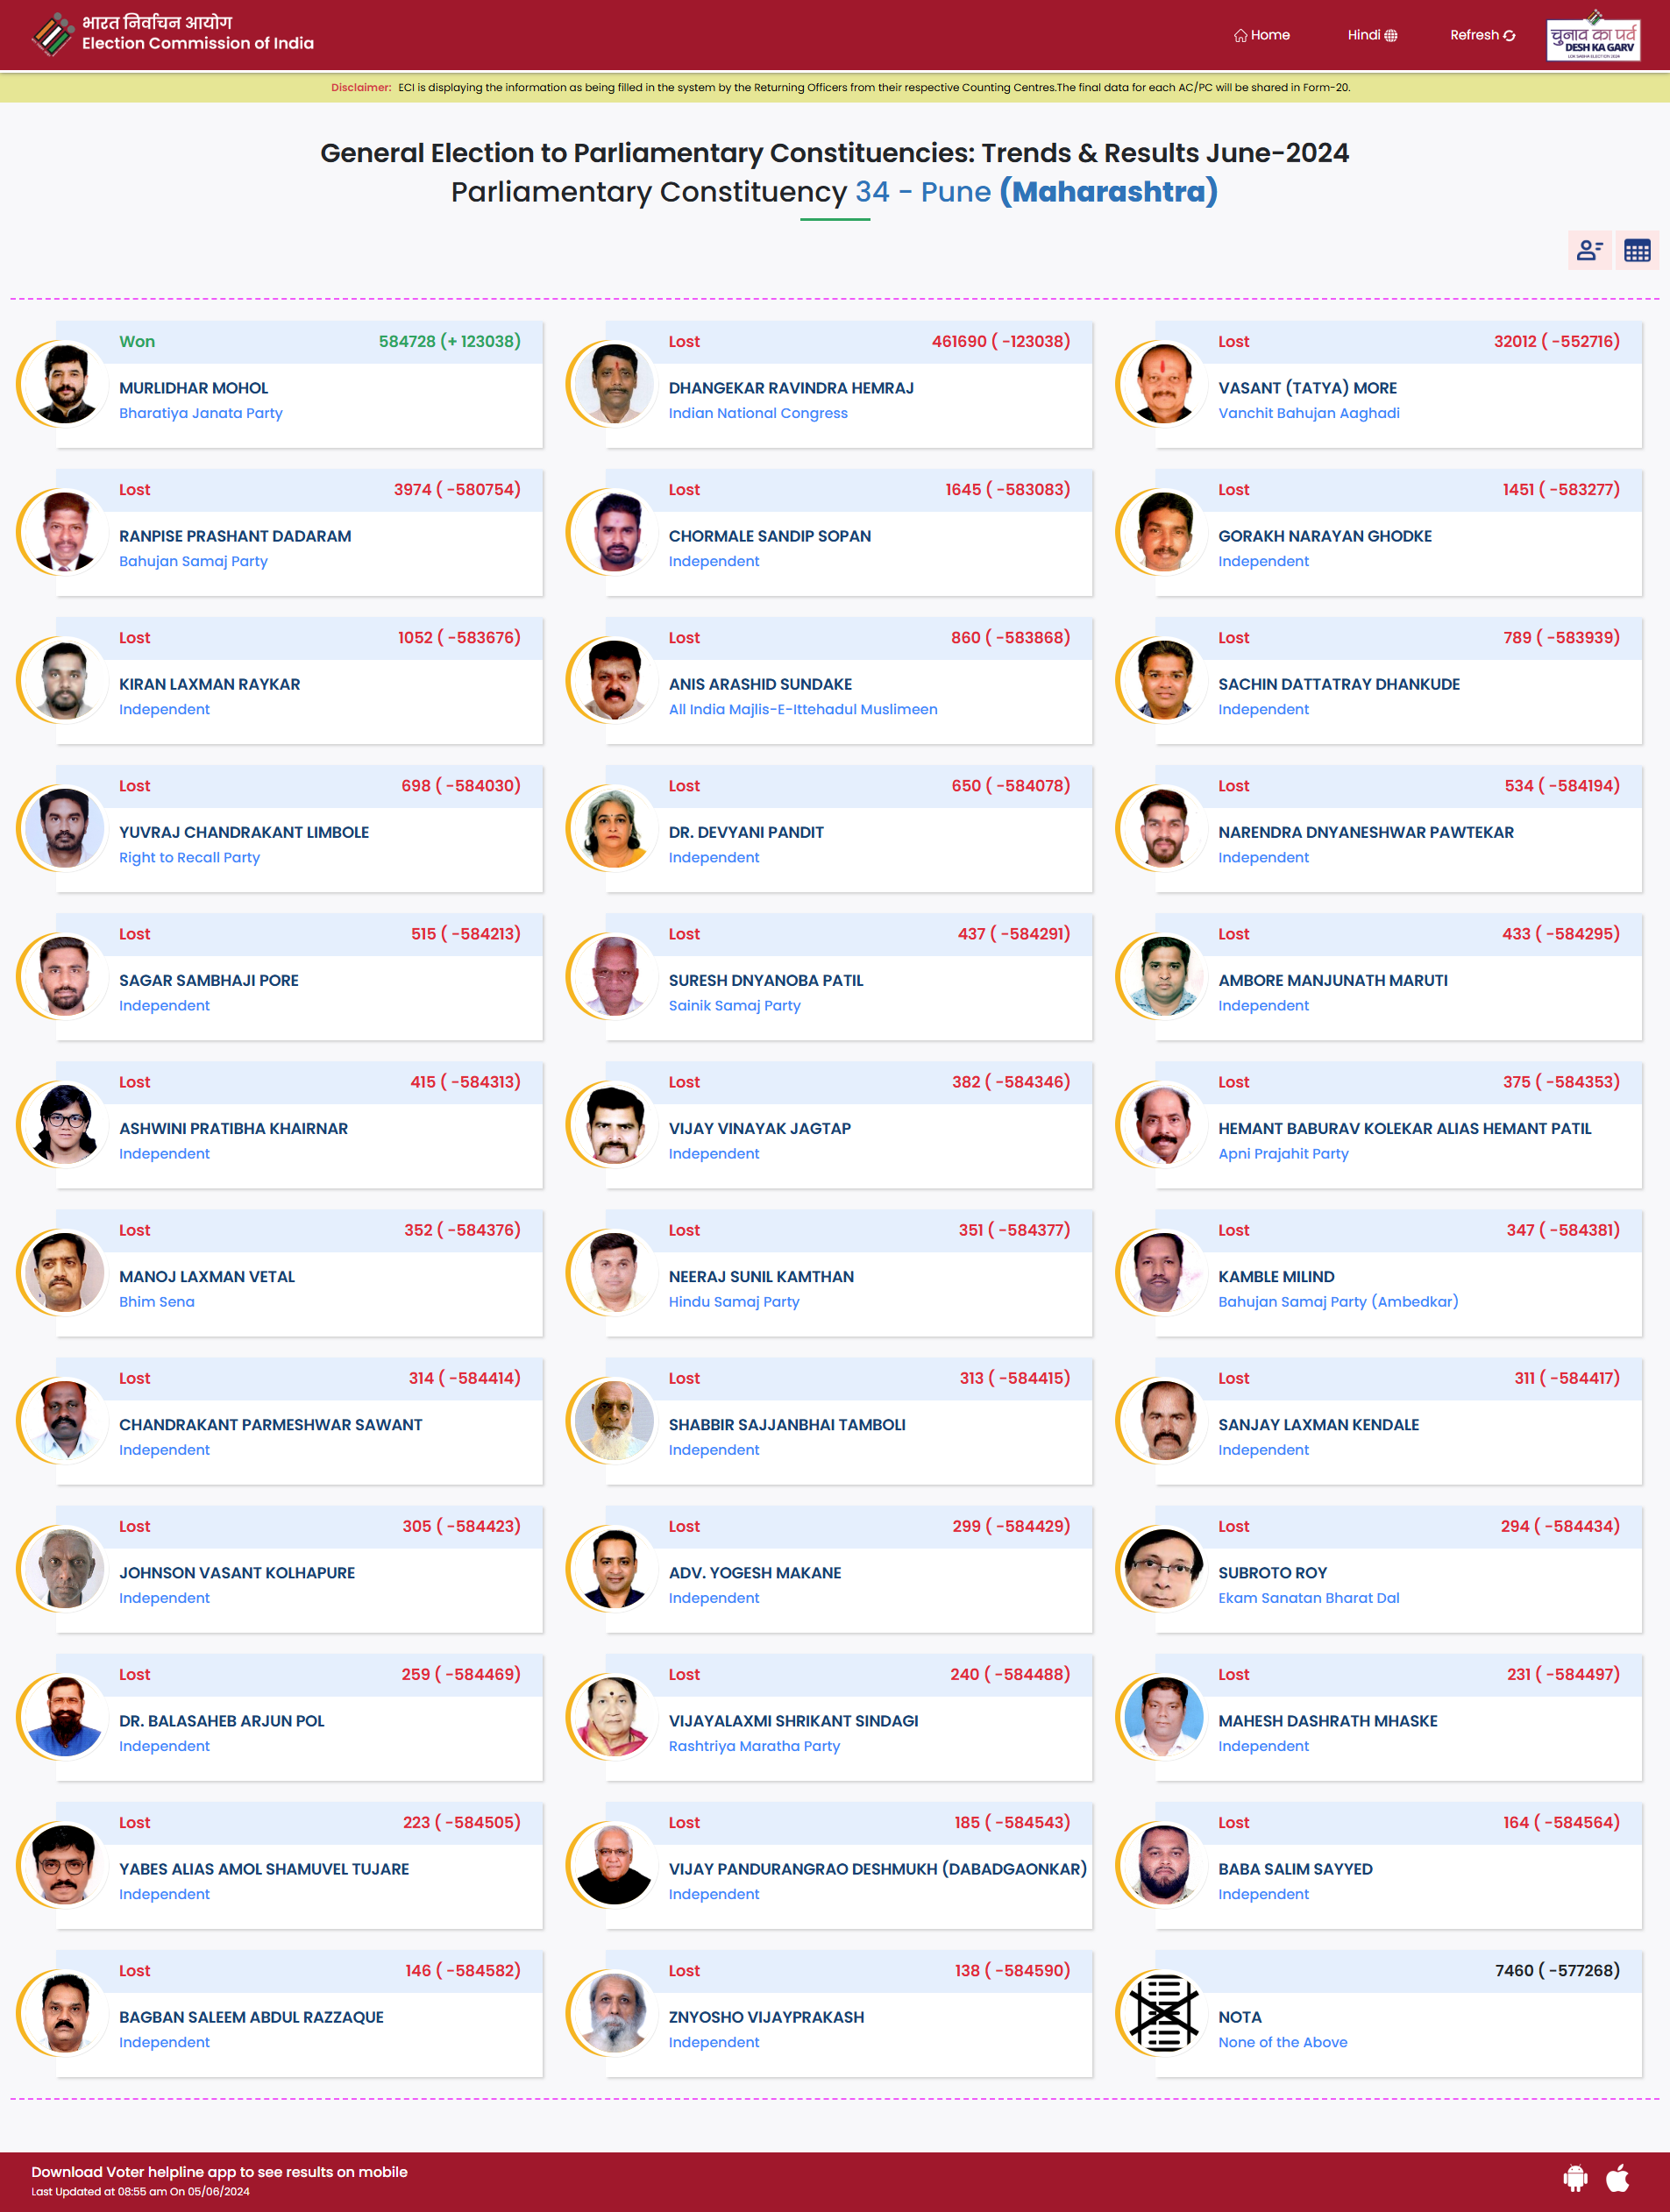 भारत निर्वाचन आयोग
Election Commission of India
Home
Hindi
Refresh
चुनाव का पर्व
DESH KA GARV
LOK SABHA ELECTION 2024
Disclaimer: ECI is displaying the information as being filled in the system by the Returning Officers from their respective Counting Centres.The final data for each AC/PC will be shared in Form-20.
General Election to Parliamentary Constituencies: Trends & Results June-2024
Parliamentary Constituency 34 - Pune (Maharashtra)
Won 584728 (+ 123038)
MURLIDHAR MOHOL
Bharatiya Janata Party
Lost 461690 ( -123038)
DHANGEKAR RAVINDRA HEMRAJ
Indian National Congress
Lost 32012 ( -552716)
VASANT (TATYA) MORE
Vanchit Bahujan Aaghadi
Lost 3974 ( -580754)
RANPISE PRASHANT DADARAM
Bahujan Samaj Party
Lost 1645 ( -583083)
CHORMALE SANDIP SOPAN
Independent
Lost 1451 ( -583277)
GORAKH NARAYAN GHODKE
Independent
Lost 1052 ( -583676)
KIRAN LAXMAN RAYKAR
Independent
Lost 860 ( -583868)
ANIS ARASHID SUNDAKE
All India Majlis-E-Ittehadul Muslimeen
Lost 789 ( -583939)
SACHIN DATTATRAY DHANKUDE
Independent
Lost 698 ( -584030)
YUVRAJ CHANDRAKANT LIMBOLE
Right to Recall Party
Lost 650 ( -584078)
DR. DEVYANI PANDIT
Independent
Lost 534 ( -584194)
NARENDRA DNYANESHWAR PAWTEKAR
Independent
Lost 515 ( -584213)
SAGAR SAMBHAJI PORE
Independent
Lost 437 ( -584291)
SURESH DNYANOBA PATIL
Sainik Samaj Party
Lost 433 ( -584295)
AMBORE MANJUNATH MARUTI
Independent
Lost 415 ( -584313)
ASHWINI PRATIBHA KHAIRNAR
Independent
Lost 382 ( -584346)
VIJAY VINAYAK JAGTAP
Independent
Lost 375 ( -584353)
HEMANT BABURAV KOLEKAR ALIAS HEMANT PATIL
Apni Prajahit Party
Lost 352 ( -584376)
MANOJ LAXMAN VETAL
Bhim Sena
Lost 351 ( -584377)
NEERAJ SUNIL KAMTHAN
Hindu Samaj Party
Lost 347 ( -584381)
KAMBLE MILIND
Bahujan Samaj Party (Ambedkar)
Lost 314 ( -584414)
CHANDRAKANT PARMESHWAR SAWANT
Independent
Lost 313 ( -584415)
SHABBIR SAJJANBHAI TAMBOLI
Independent
Lost 311 ( -584417)
SANJAY LAXMAN KENDALE
Independent
Lost 305 ( -584423)
JOHNSON VASANT KOLHAPURE
Independent
Lost 299 ( -584429)
ADV. YOGESH MAKANE
Independent
Lost 294 ( -584434)
SUBROTO ROY
Ekam Sanatan Bharat Dal
Lost 259 ( -584469)
DR. BALASAHEB ARJUN POL
Independent
Lost 240 ( -584488)
VIJAYALAXMI SHRIKANT SINDAGI
Rashtriya Maratha Party
Lost 231 ( -584497)
MAHESH DASHRATH MHASKE
Independent
Lost 223 ( -584505)
YABES ALIAS AMOL SHAMUVEL TUJARE
Independent
Lost 185 ( -584543)
VIJAY PANDURANGRAO DESHMUKH (DABADGAONKAR)
Independent
Lost 164 ( -584564)
BABA SALIM SAYYED
Independent
Lost 146 ( -584582)
BAGBAN SALEEM ABDUL RAZZAQUE
Independent
Lost 138 ( -584590)
ZNYOSHO VIJAYPRAKASH
Independent
7460 ( -577268)
NOTA
None of the Above
Download Voter helpline app to see results on mobile
Last Updated at 08:55 am On 05/06/2024